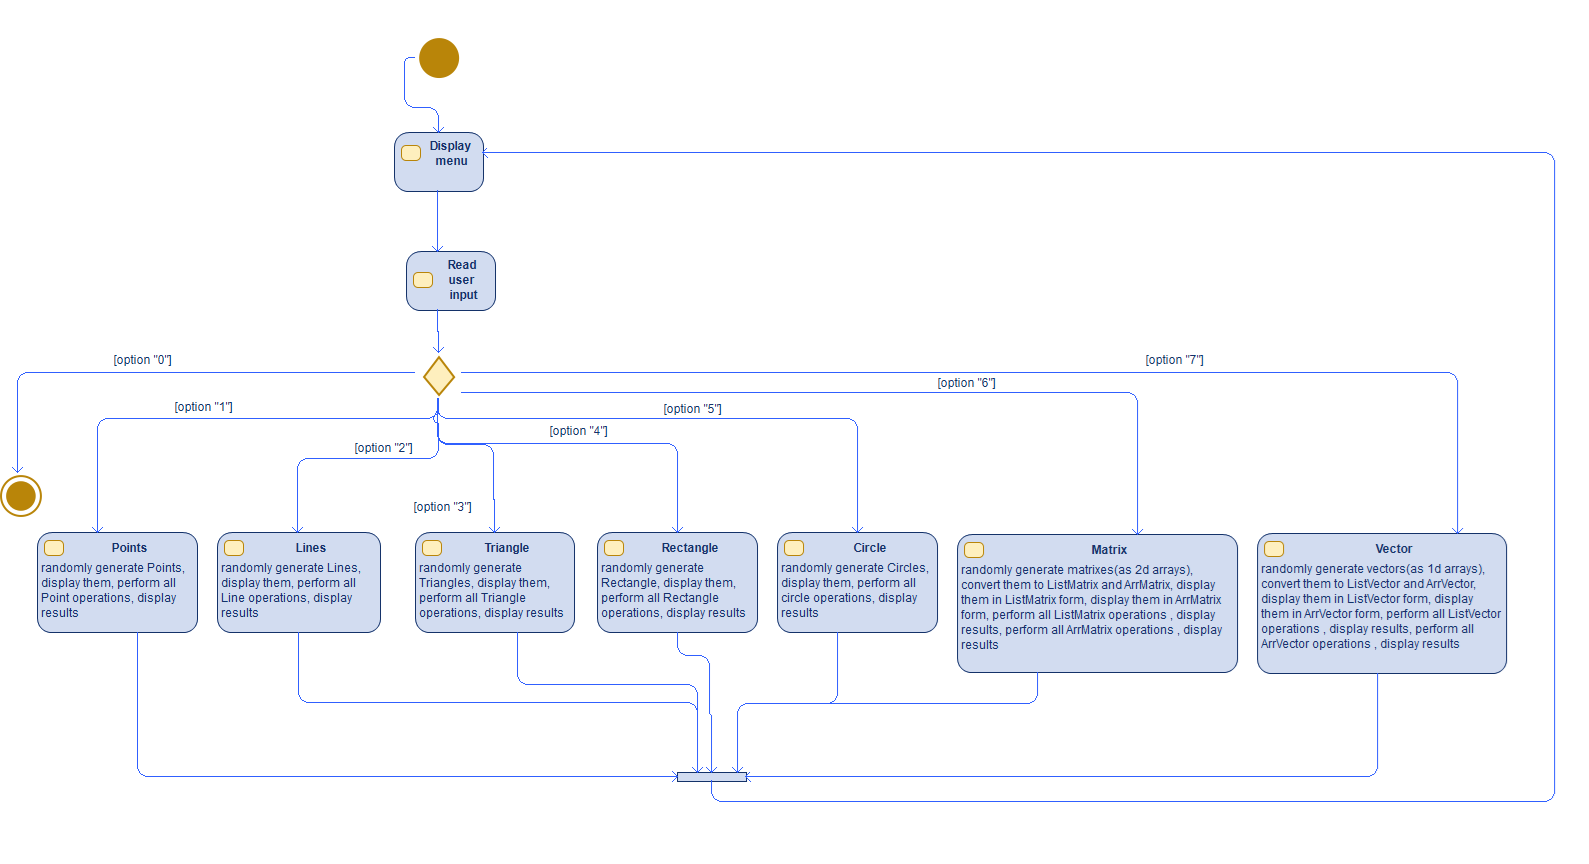 Display
menu
Read
user
input
[option "0"]
[option "7"]
[option "6"]
[option "1"]
[option "5"]
[option "4"]
[option "2"]
[option "3"]
Points
randomly generate Points,
display them, perform all
Point operations, display
results
Lines
randomly generate Lines,
display them, perform all
Line operations, display
results
Triangle
randomly generate
Triangles, display them,
perform all Triangle
operations, display results
Rectangle
randomly generate
Rectangle, display them,
perform all Rectangle
operations, display results
Circle
randomly generate Circles,
display them, perform all
circle operations, display
results
Matrix
randomly generate matrixes(as 2d arrays),
convert them to ListMatrix and ArrMatrix, display
them in ListMatrix form, display them in ArrMatrix
form, perform all ListMatrix operations , display
results, perform all ArrMatrix operations , display
results
Vector
randomly generate vectors(as 1d arrays),
convert them to ListVector and ArrVector,
display them in ListVector form, display
them in ArrVector form, perform all ListVector
operations , display results, perform all
ArrVector operations , display results